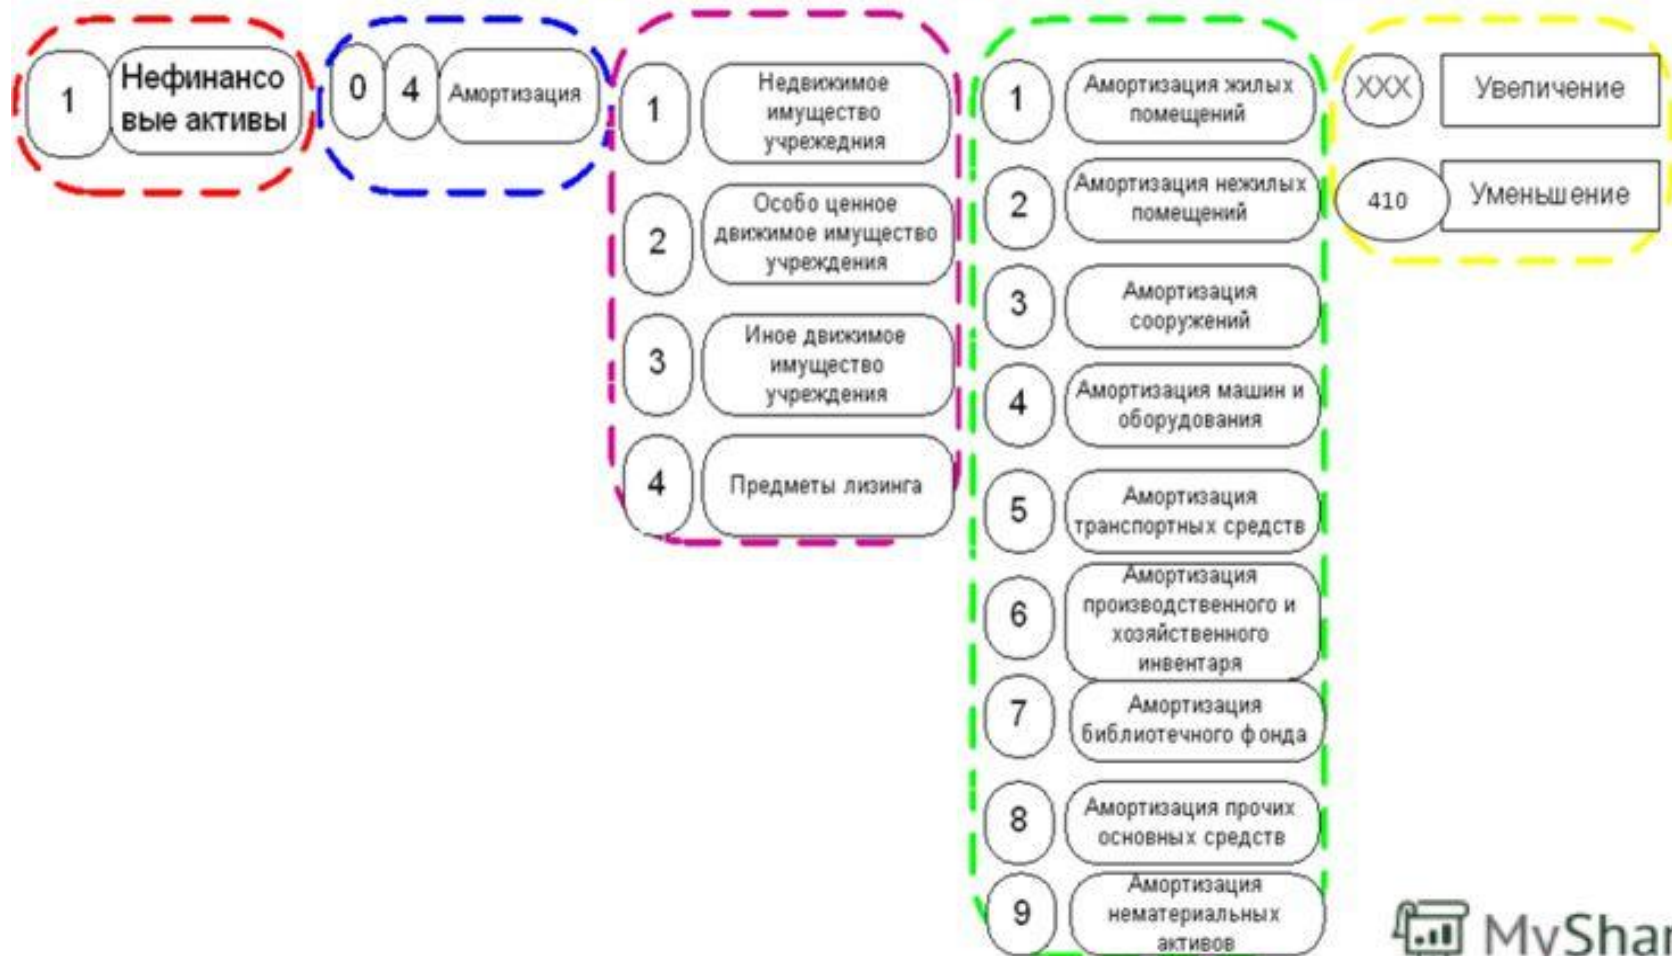 1
Нефинансо
вые активы
0
4
Амортизация
1
Недвижимое
имущество
учрежедния
2
Особо ценное
движимое имущество
учреждения
3
Иное движимое
имущество
учреждения
4
Предметы лизинга
1
Амортизация жилых
помещений
2
Амортизация нежилых
помещений
3
Амортизация
сооружений
4
Амортизация машин и
оборудования
5
Амортизация
транспортных средств
6
Амортизация
производственного и
хозяйственного
инвентаря
7
Амортизация
библиотечного фонда
8
Амортизация прочих
основных средств
9
Амортизация
нематериальных
активов
XXX
Увеличение
410
Уменьшение
MyShar